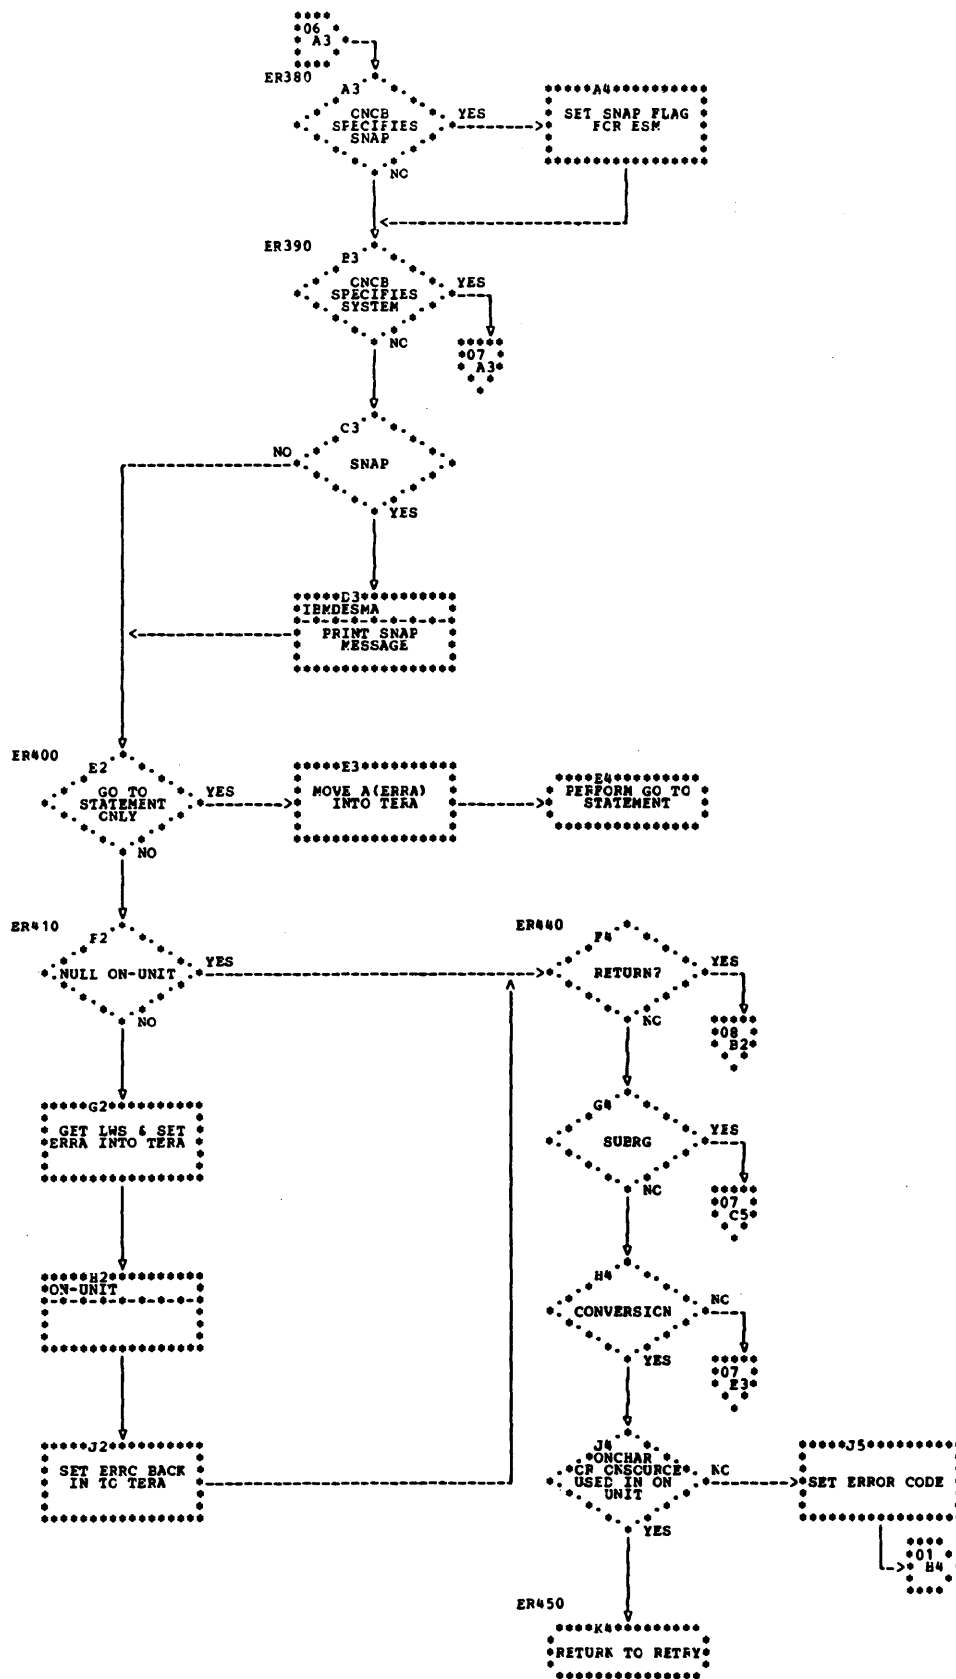 06
A3
ER380
A3
CNCB
SPECIFIES
SNAP
YES
NC
A4
SET SNAP FLAG
FCR ESM
ER390
B3
CNCB
SPECIFIES
SYSTEM
YES
NC
07
A3
C3
SNAP
NO
YES
D3
IBMDESMA
PRINT SNAP
MESSAGE
ER400
E2
GO TO
STATEMENT
CNLY
YES
NO
E3
MOVE A(ERRA)
INTO TERA
E4
PERFORM GO TO
STATEMENT
ER410
F2
NULL ON-UNIT
YES
NO
ER440
F4
RETURN?
YES
NC
08
B2
G2
GET LWS & SET
ERRA INTO TERA
G4
SUBRG
YES
NC
07
C5
H2
ON-UNIT
H4
CONVERSICN
NC
YES
07
E3
J2
SET ERRC BACK
IN TC TERA
J4
ONCHAR
CR CNSOURCE
USED IN ON
UNIT
NC
YES
J5
SET ERROR CODE
01
H4
ER450
K4
RETURK TO RETRY